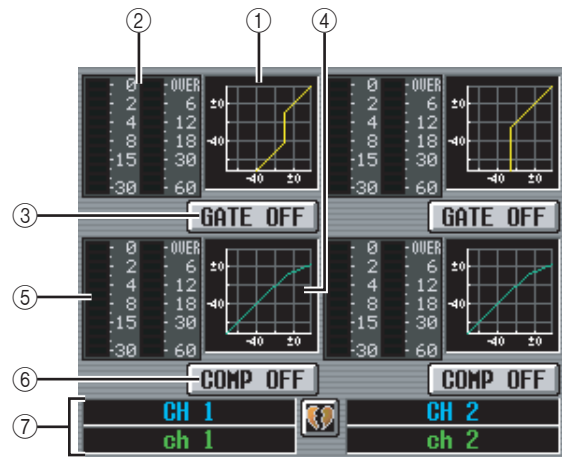 ② ① ④
0 OVER ±0 -40 -40 ±0
2 6
4 12
8 18
-15 30
-30 60
0 OVER ±0 -40 -40 ±0
2 6
4 12
8 18
-15 30
-30 60
③ GATE OFF GATE OFF
0 OVER ±0 -40 -40 ±0
2 6
4 12
8 18
-15 30
-30 60
0 OVER ±0 -40 -40 ±0
2 6
4 12
8 18
-15 30
-30 60
⑤
⑥ COMP OFF COMP OFF
⑦ CH 1 CH 2
ch 1 ch 2